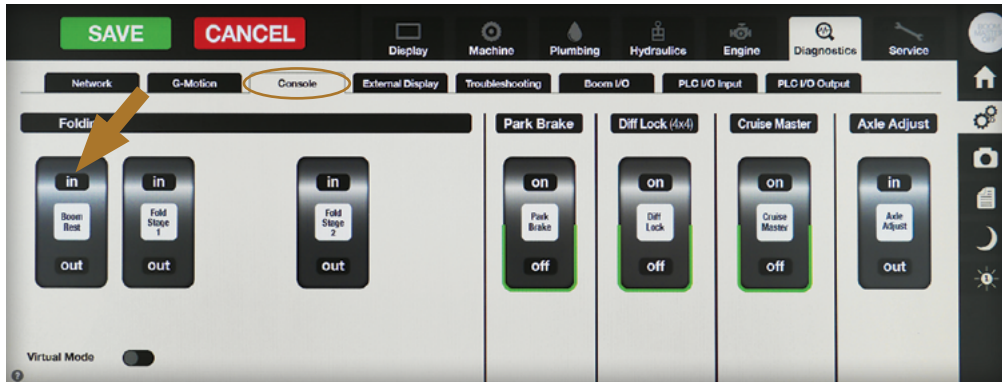 SAVE CANCEL
Display Machine Plumbing Hydraulics Engine Diagnostics Service
Network G-Motion Console External Display Troubleshooting Boom I/O PLC I/O Input PLC I/O Output
Park Brake Diff Lock (4x4) Cruise Master Axle Adjust
in in in on on on in
Boom Rest
Fold Stage 1
Fold Stage 2
Park Brake
Diff Lock
Cruise Master
Axle Adjust
out out out off off off out
Virtual Mode
?
1